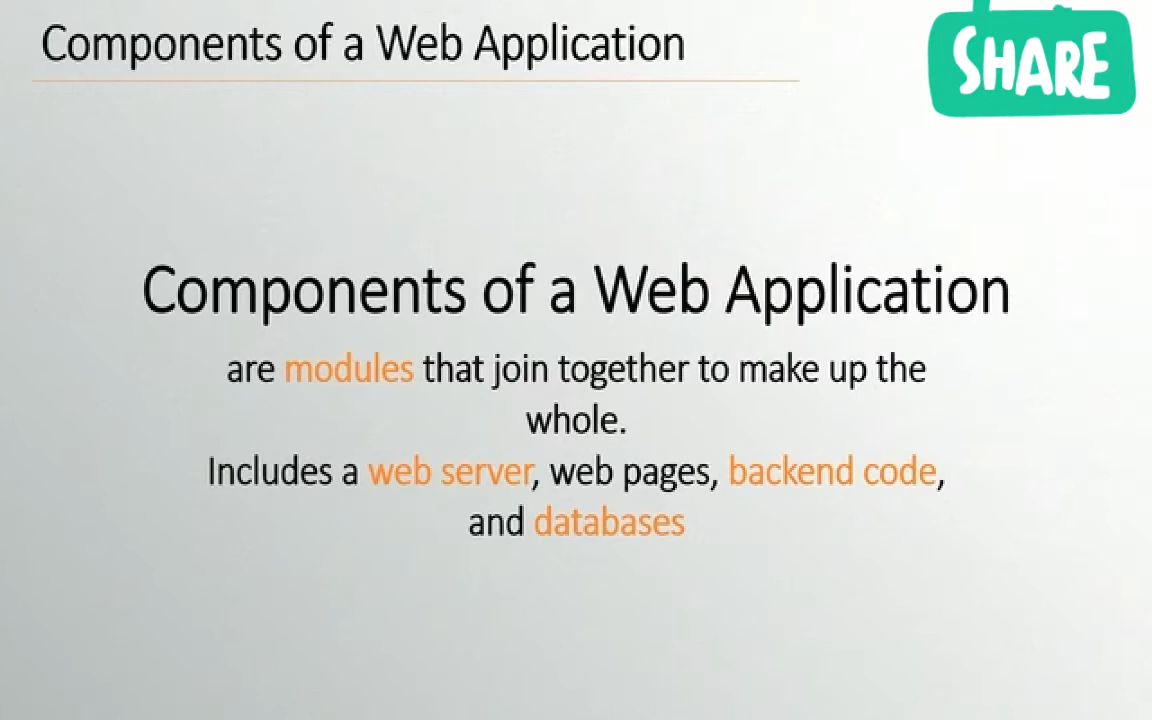 Components of a Web Application
SHARE
Components of a Web Application
are modules that join together to make up the
whole.
Includes a web server, web pages, backend code,
and databases